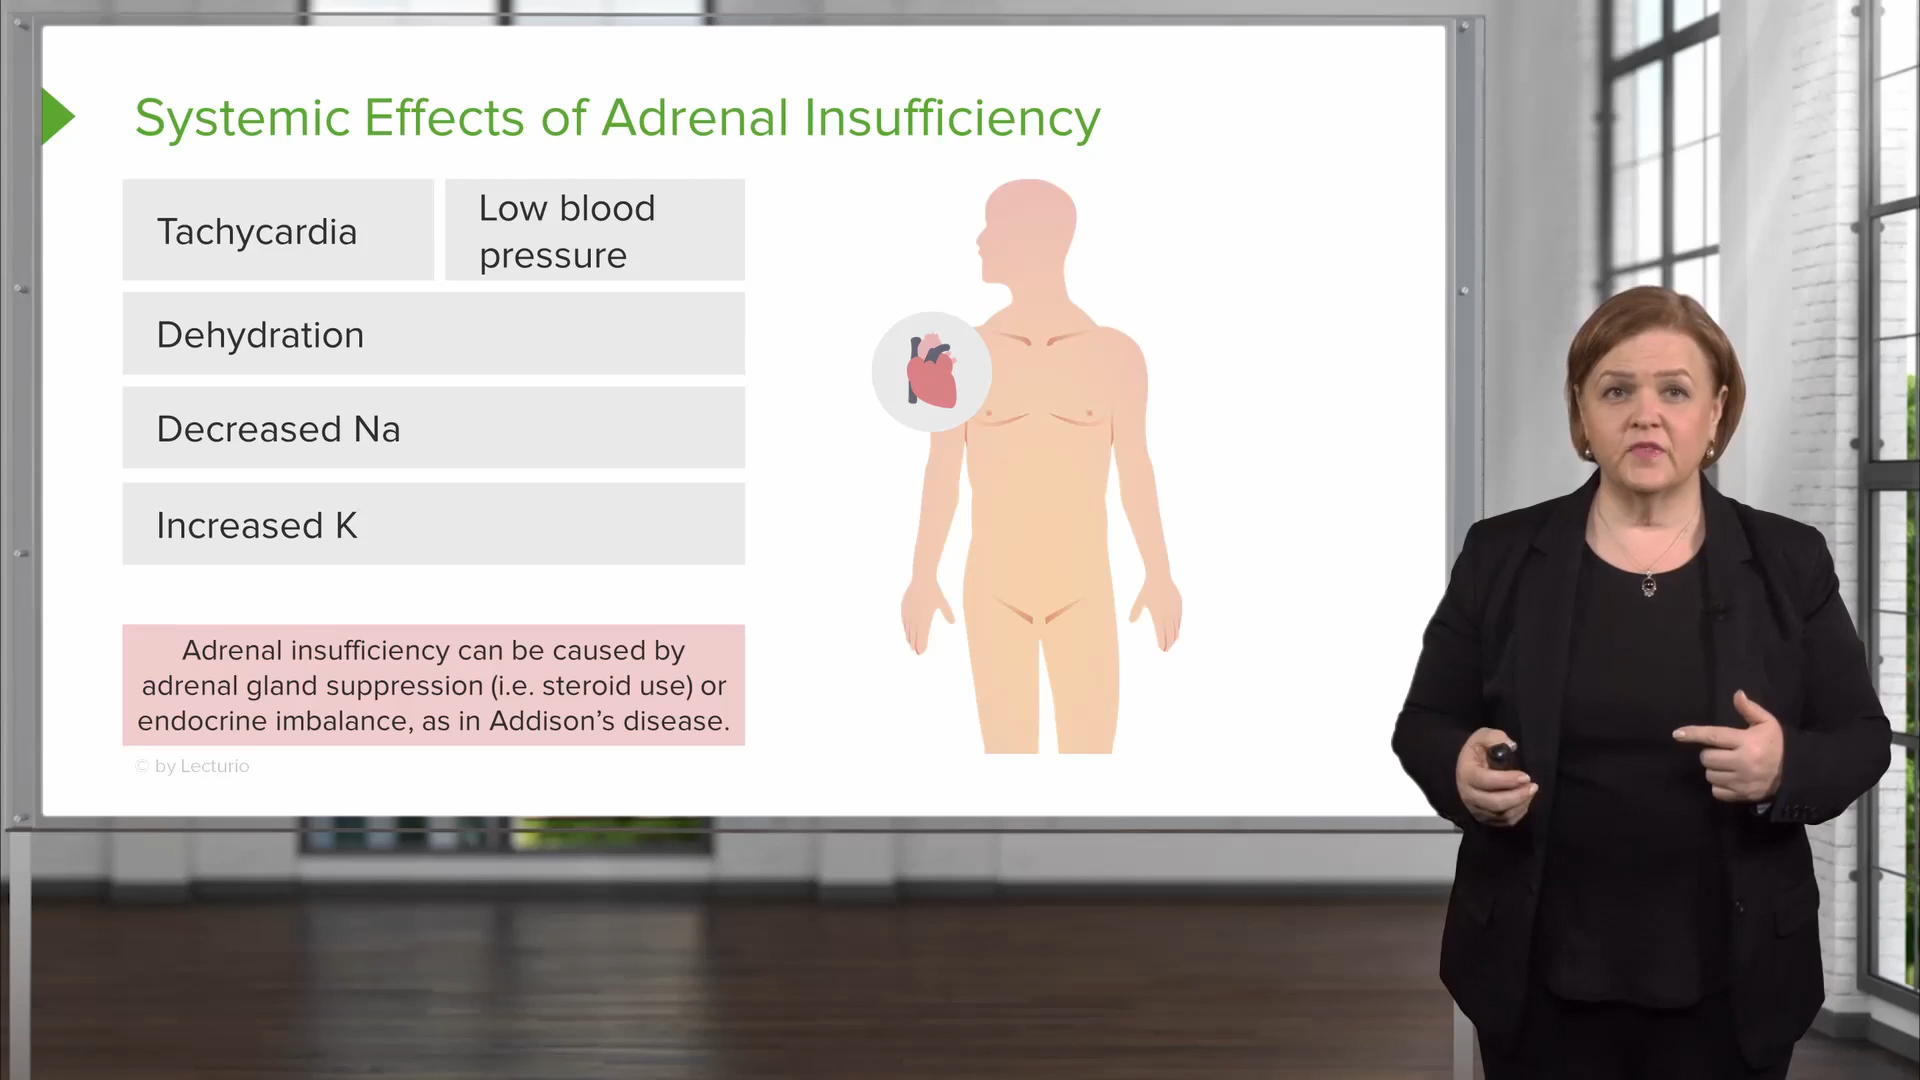 Systemic Effects of Adrenal Insufficiency
Tachycardia
Low blood
pressure
Dehydration
Decreased Na
Increased K
Adrenal insufficiency can be caused by
adrenal gland suppression (i.e. steroid use) or
endocrine imbalance, as in Addison’s disease.
© by Lecturio